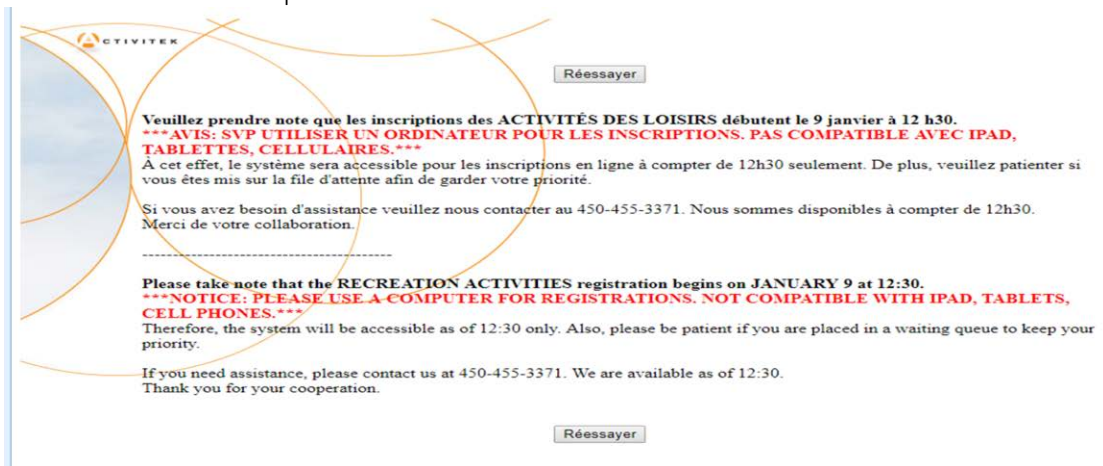 ACTIVITEK
Réessayer
Veuillez prendre note que les inscriptions des ACTIVITÉS DES LOISIRS débutent le 9 janvier à 12 h30.
***AVIS: SVP UTILISER UN ORDINATEUR POUR LES INSCRIPTIONS. PAS COMPATIBLE AVEC IPAD,
TABLETTES, CELLULAIRES.***
À cet effet, le système sera accessible pour les inscriptions en ligne à compter de 12h30 seulement. De plus, veuillez patienter si
vous êtes mis sur la file d'attente afin de garder votre priorité.
Si vous avez besoin d'assistance veuillez nous contacter au 450-455-3371. Nous sommes disponibles à compter de 12h30.
Merci de votre collaboration.
----------------------------------------
Please take note that the RECREATION ACTIVITIES registration begins on JANUARY 9 at 12:30.
***NOTICE: PLEASE USE A COMPUTER FOR REGISTRATIONS. NOT COMPATIBLE WITH IPAD, TABLETS,
CELL PHONES.***
Therefore, the system will be accessible as of 12:30 only. Also, please be patient if you are placed in a waiting queue to keep your
priority.
If you need assistance, please contact us at 450-455-3371. We are available as of 12:30.
Thank you for your cooperation.
Réessayer